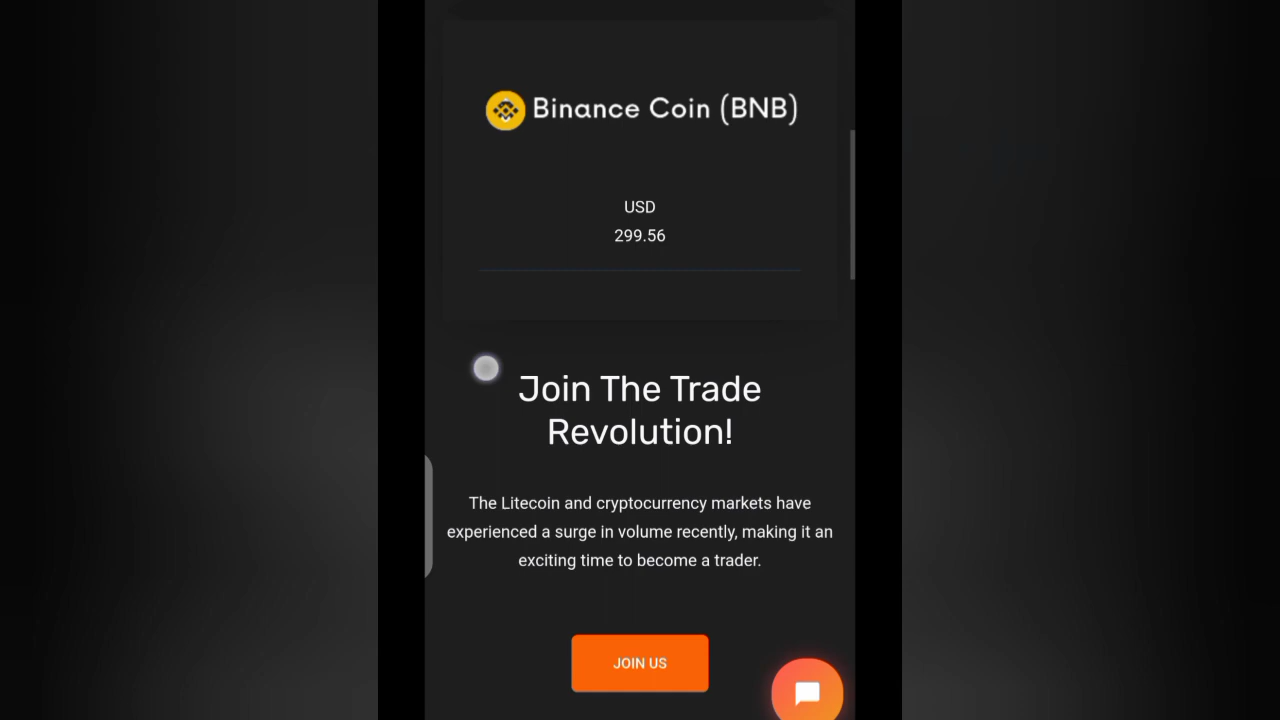 Binance Coin (BNB)
USD
299.56
Join The Trade
Revolution!
The Litecoin and cryptocurrency markets have
experienced a surge in volume recently, making it an
exciting time to become a trader.
JOIN US